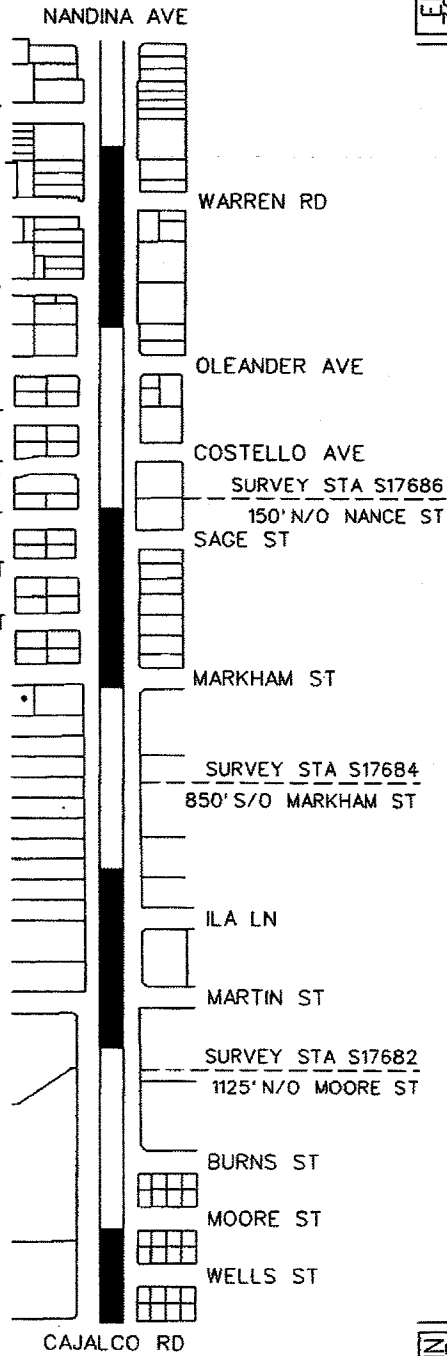 NANDINA AVE
WARREN RD
OLEANDER AVE
COSTELLO AVE
SURVEY STA S17686
150' N/O NANCE ST
SAGE ST
MARKHAM ST
SURVEY STA S17684
850' S/O MARKHAM ST
ILA LN
MARTIN ST
SURVEY STA S17682
1125' N/O MOORE ST
BURNS ST
MOORE ST
WELLS ST
CAJALCO RD